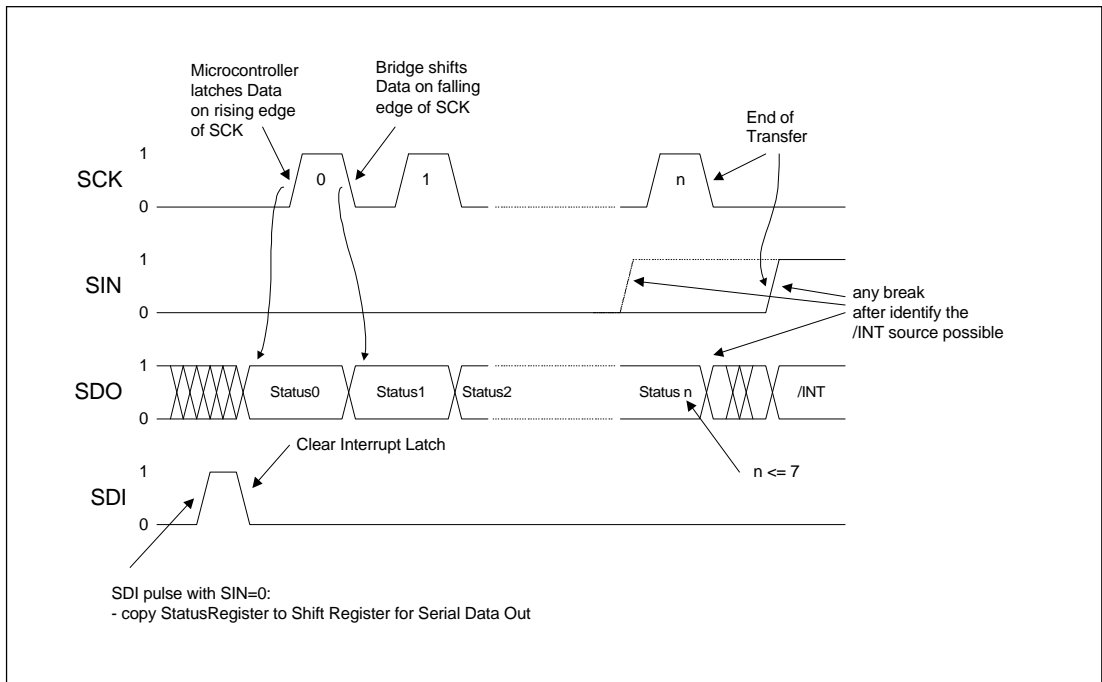 Microcontroller
latches Data
on rising edge
of SCK
Bridge shifts
Data on falling
edge of SCK
End of
Transfer
SCK
1
0
0
1
n
SIN
1
0
any break
after identify the
/INT source possible
SDO
1
0
Status0
Status1
Status2
Status n
/INT
Clear Interrupt Latch
n <= 7
SDI
1
0
SDI pulse with SIN=0:
- copy StatusRegister to Shift Register for Serial Data Out